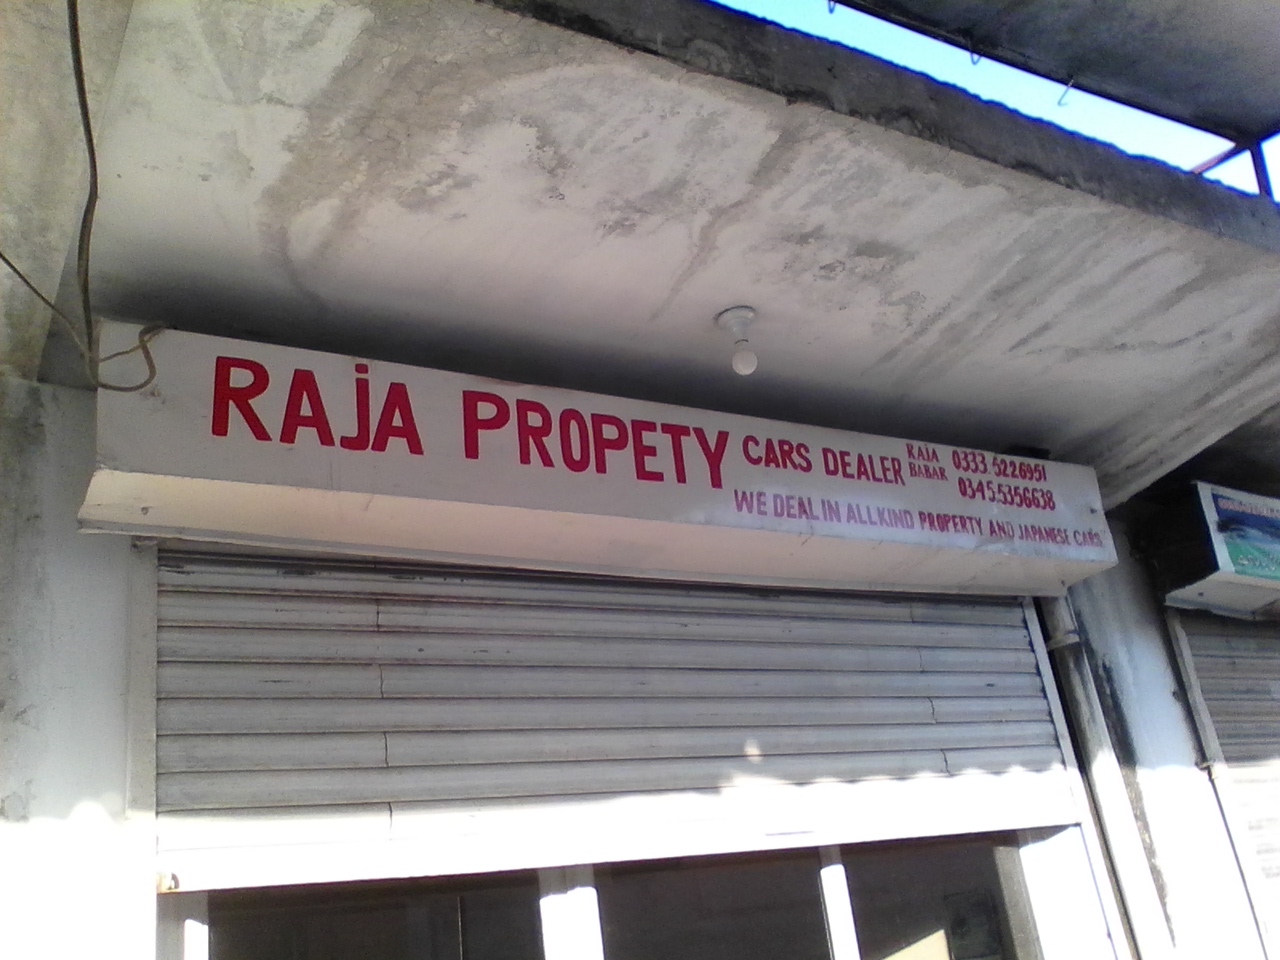 RAJA PROPETY CARS DEALER RAJA BABAR 0333.5226951
0345.5356638
WE DEAL IN ALLKIND PROPERTY AND JAPANESE CARS.